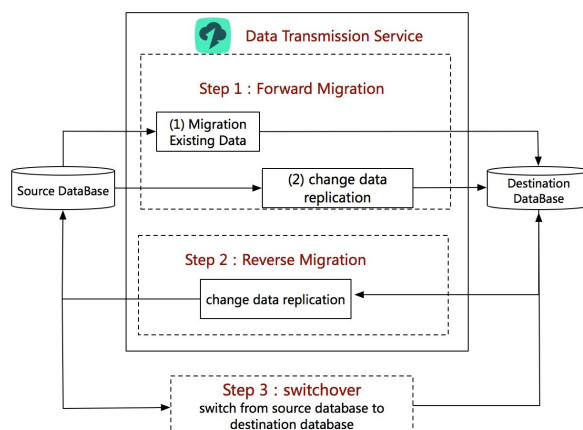 Data Transmission Service
Step 1 : Forward Migration
(1) Migration
Existing Data
Source DataBase
(2) change data
replication
Destination
DataBase
Step 2 : Reverse Migration
change data replication
Step 3 : switchover
switch from source database to
destination database